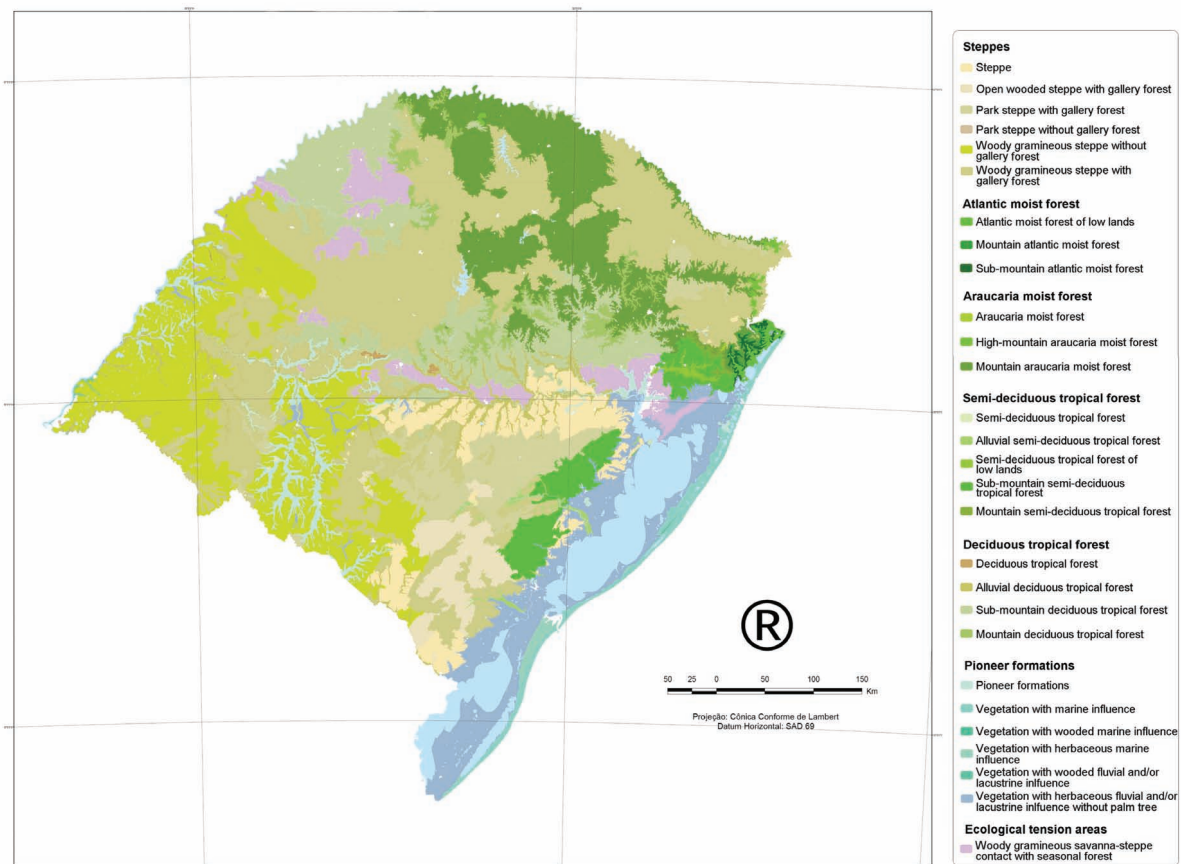 Steppes
Steppe
Open wooded steppe with gallery forest
Park steppe with gallery forest
Park steppe without gallery forest
Woody gramineous steppe without
gallery forest
Woody gramineous steppe with
gallery forest
Atlantic moist forest
Atlantic moist forest of low lands
Mountain atlantic moist forest
Sub-mountain atlantic moist forest
Araucaria moist forest
Araucaria moist forest
High-mountain araucaria moist forest
Mountain araucaria moist forest
Semi-deciduous tropical forest
Semi-deciduous tropical forest
Alluvial semi-deciduous tropical forest
Semi-deciduous tropical forest of
low lands
Sub-mountain semi-deciduous
tropical forest
Mountain semi-deciduous tropical forest
Deciduous tropical forest
Deciduous tropical forest
Alluvial deciduous tropical forest
Sub-mountain deciduous tropical forest
Mountain deciduous tropical forest
Pioneer formations
Pioneer formations
Vegetation with marine influence
Vegetation with wooded marine influence
Vegetation with herbaceous marine
influence
Vegetation with wooded fluvial and/or
lacustrine inlfuence
Vegetation with herbaceous fluvial and/or
lacustrine inlfuence without palm tree
Ecological tension areas
Woody gramineous savanna-steppe
contact with seasonal forest
®
50 25 0 50 100 150
Km
Projeção: Cônica Conforme de Lambert
Datum Horizontal: SAD 69